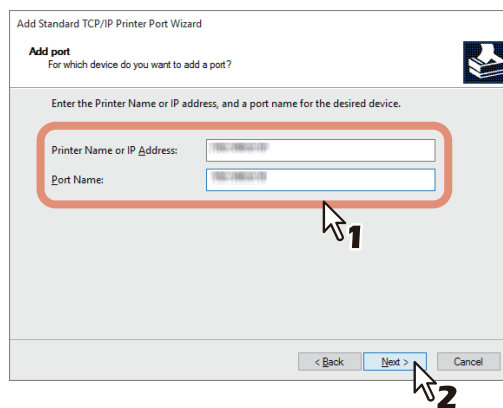 Add Standard TCP/IP Printer Port Wizard
Add port
For which device do you want to add a port?
Enter the Printer Name or IP address, and a port name for the desired device.
Printer Name or IP Address:
Port Name:
1
< Back Next > Cancel
2